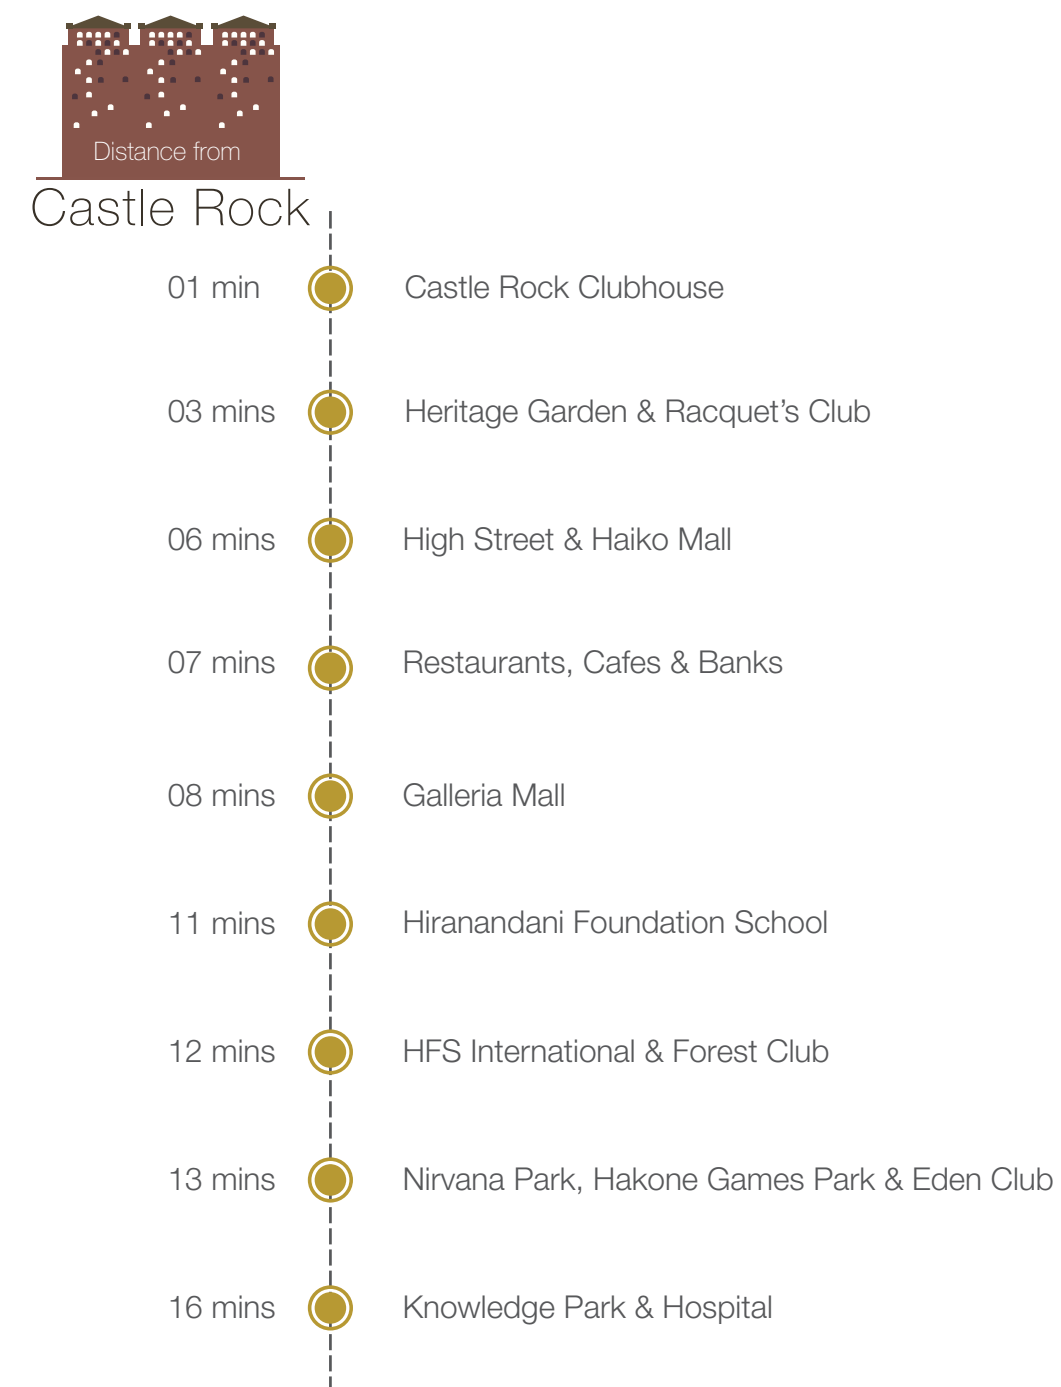 Distance from
Castle Rock
01 min Castle Rock Clubhouse
03 mins Heritage Garden & Racquet’s Club
06 mins High Street & Haiko Mall
07 mins Restaurants, Cafes & Banks
08 mins Galleria Mall
11 mins Hiranandani Foundation School
12 mins HFS International & Forest Club
13 mins Nirvana Park, Hakone Games Park & Eden Club
16 mins Knowledge Park & Hospital